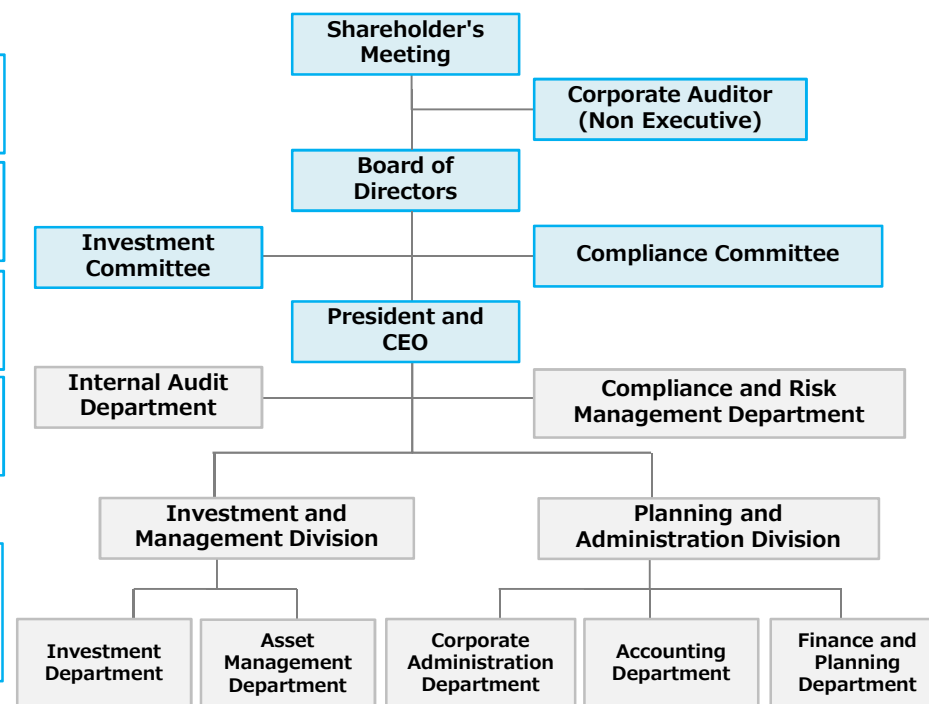 Shareholder's
Meeting
Corporate Auditor
(Non Executive)
Board of
Directors
Investment
Committee
Compliance Committee
President and
CEO
Internal Audit
Department
Compliance and Risk
Management Department
Investment and
Management Division
Planning and
Administration Division
Investment
Department
Asset
Management
Department
Corporate
Administration
Department
Accounting
Department
Finance and
Planning
Department